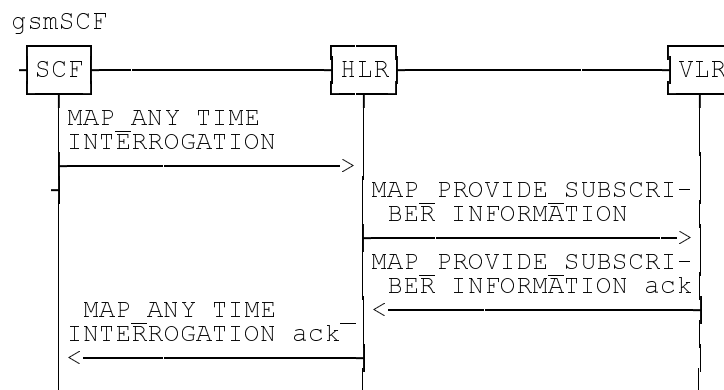 gsmSCF
SCF
HLR
VLR
MAP_ANY TIME
INTERROGATION
MAP_PROVIDE_SUBSCRI-
BER INFORMATION
MAP_PROVIDE_SUBSCRI-
BER INFORMATION ack
MAP_ANY TIME
INTERROGATION ack